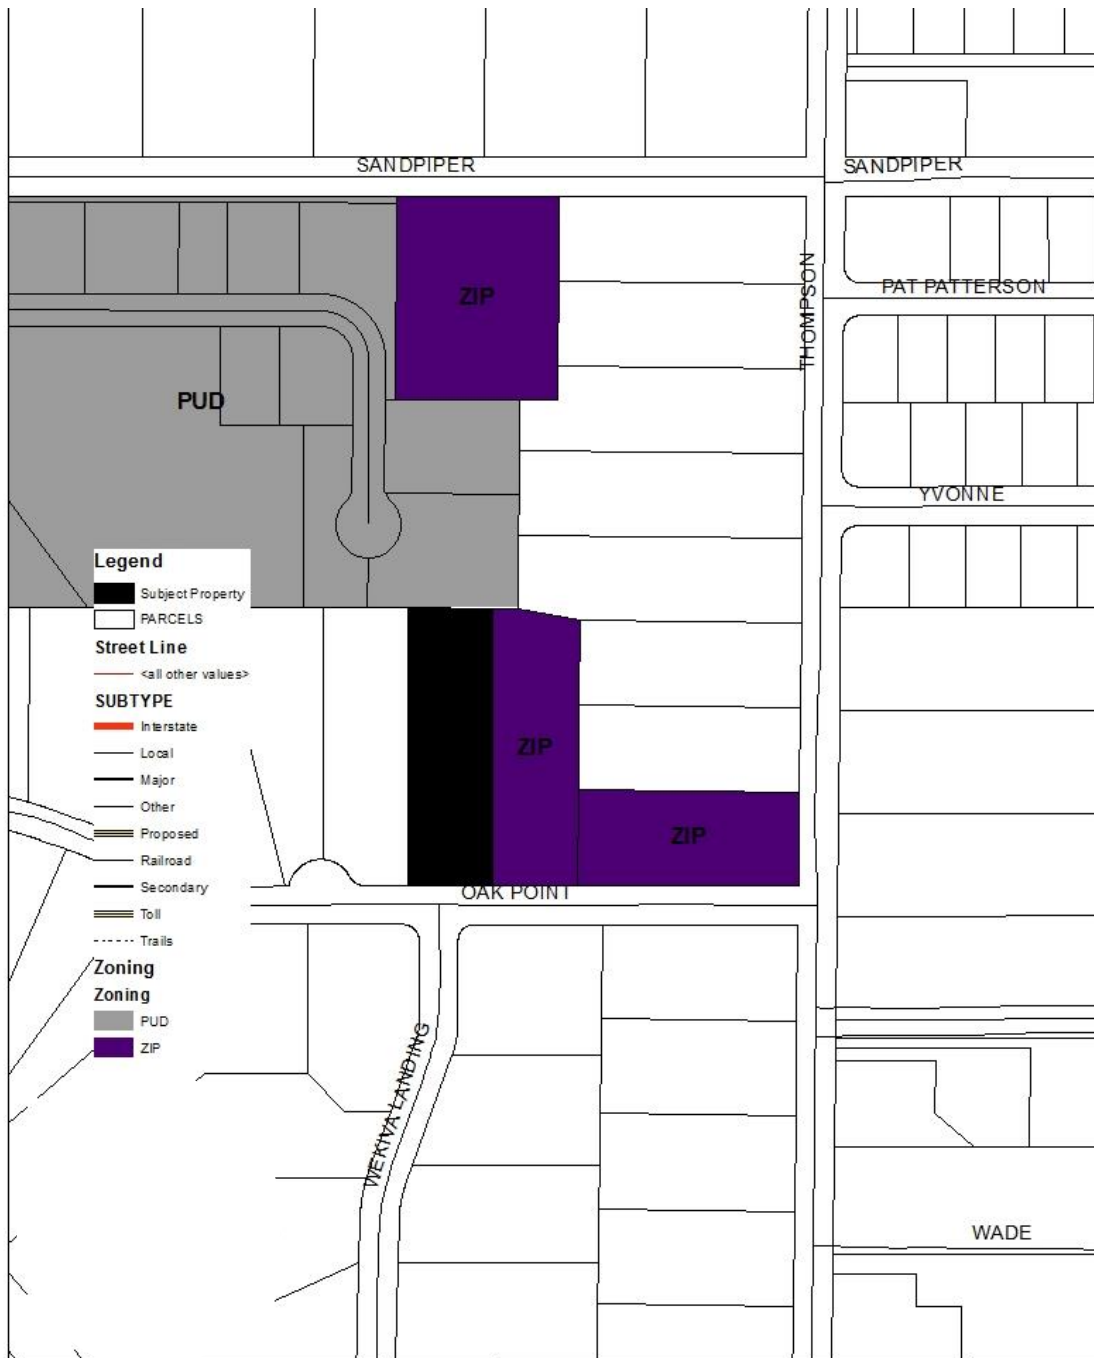 SANDPIPER
SANDPIPER
ZIP
THOMPSON
PAT PATTERSON
PUD
YVONNE
Legend
Subject Property
PARCELS
Street Line
<all other values>
SUBTYPE
Interstate
Local
Major
Other
Proposed
Railroad
Secondary
Toll
Trails
Zoning
Zoning
PUD
ZIP
ZIP
ZIP
OAK POINT
WEKIVA LANDING
WADE